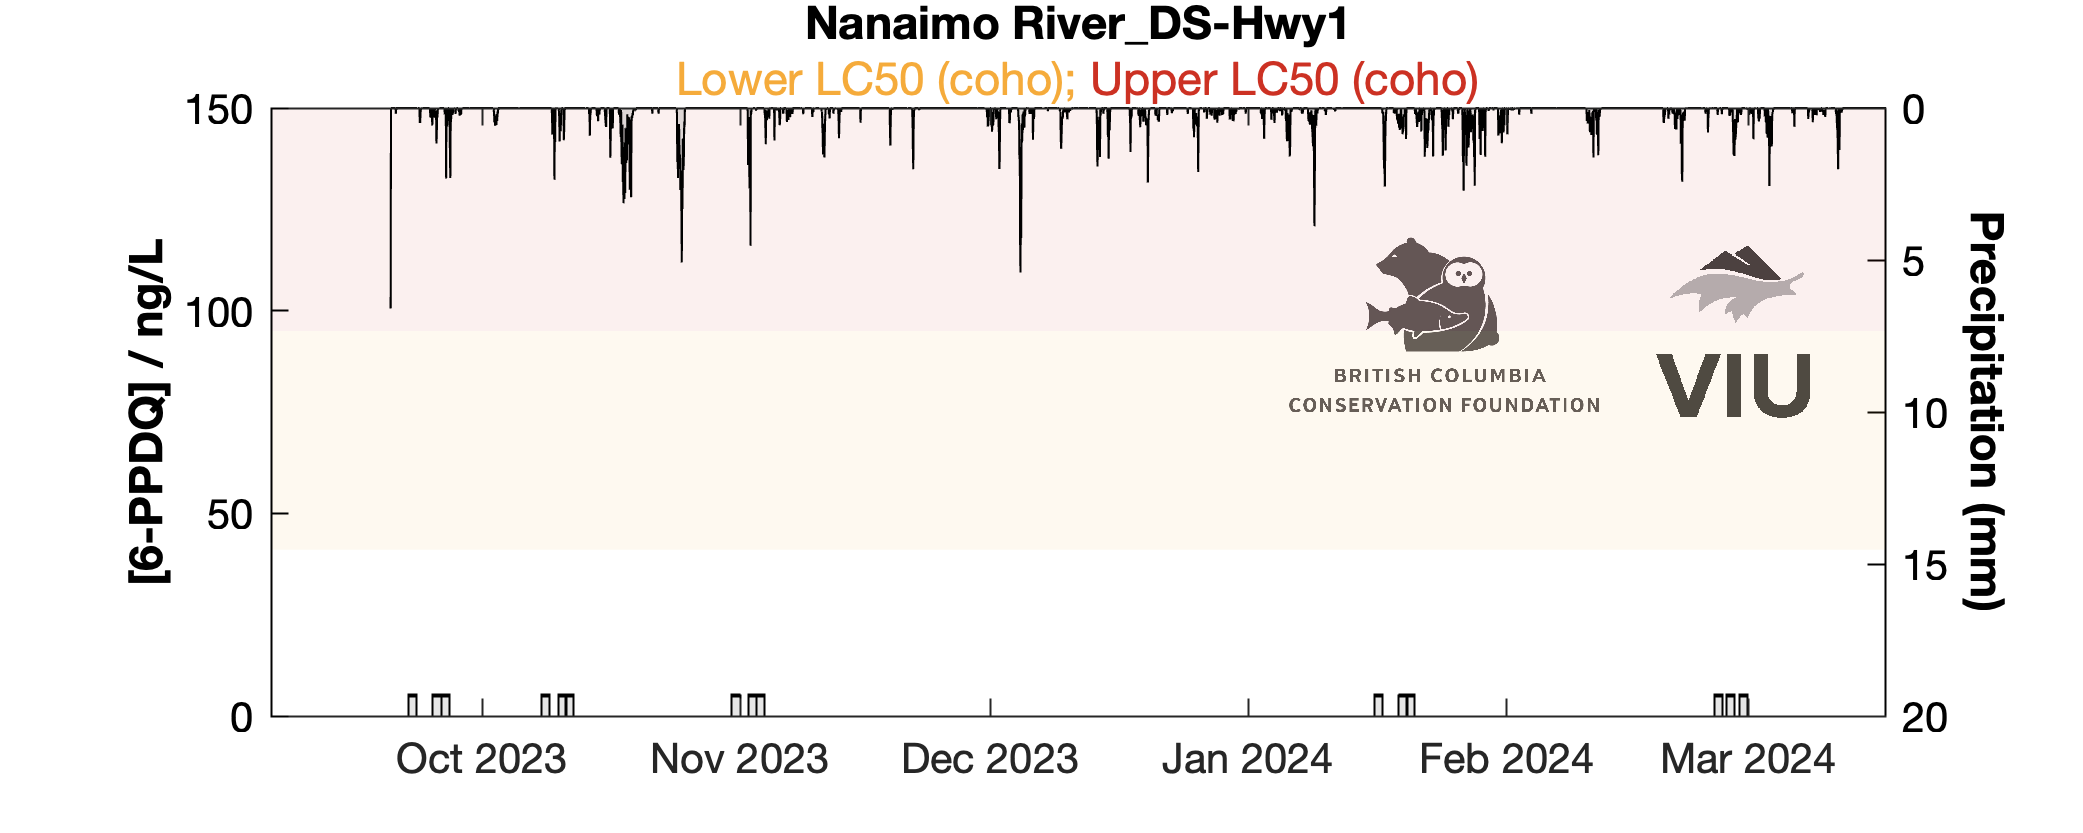 Nanaimo River_DS-Hwy1
Lower LC50 (coho); Upper LC50 (coho)
[6-PPDQ] / ng/L
150
100
50
0
Precipitation (mm)
0
5
10
15
20
BRITISH COLUMBIA
CONSERVATION FOUNDATION
VIU
Oct 2023 Nov 2023 Dec 2023 Jan 2024 Feb 2024 Mar 2024